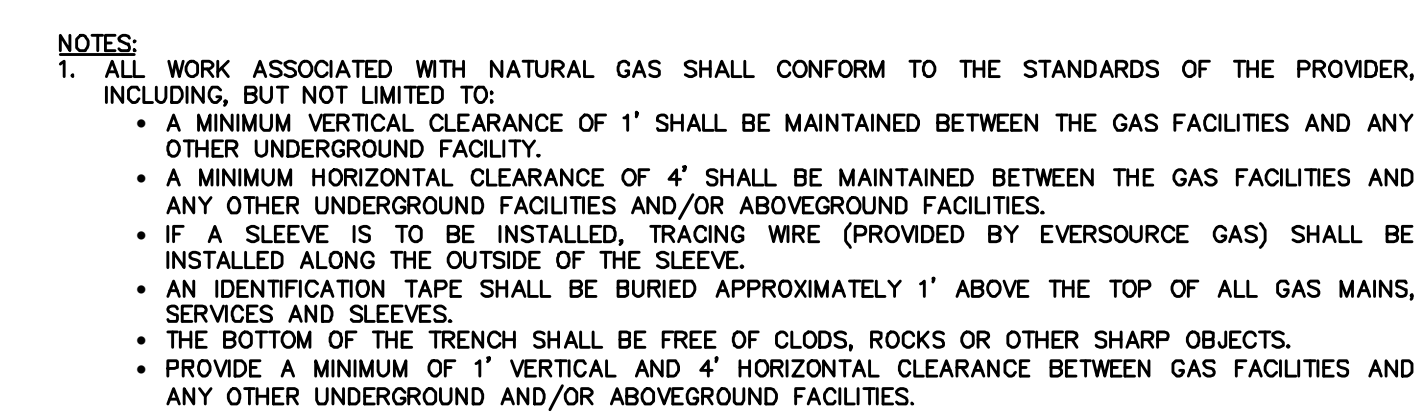 NOTES:
1. ALL WORK ASSOCIATED WITH NATURAL GAS SHALL CONFORM TO THE STANDARDS OF THE PROVIDER,
INCLUDING, BUT NOT LIMITED TO:
• A MINIMUM VERTICAL CLEARANCE OF 1' SHALL BE MAINTAINED BETWEEN THE GAS FACILITIES AND ANY
OTHER UNDERGROUND FACILITY.
• A MINIMUM HORIZONTAL CLEARANCE OF 4' SHALL BE MAINTAINED BETWEEN THE GAS FACILITIES AND
ANY OTHER UNDERGROUND FACILITIES AND/OR ABOVEGROUND FACILITIES.
• IF A SLEEVE IS TO BE INSTALLED, TRACING WIRE (PROVIDED BY EVERSOURCE GAS) SHALL BE
INSTALLED ALONG THE OUTSIDE OF THE SLEEVE.
• AN IDENTIFICATION TAPE SHALL BE BURIED APPROXIMATELY 1' ABOVE THE TOP OF ALL GAS MAINS,
SERVICES AND SLEEVES.
• THE BOTTOM OF THE TRENCH SHALL BE FREE OF CLODS, ROCKS OR OTHER SHARP OBJECTS.
• PROVIDE A MINIMUM OF 1' VERTICAL AND 4' HORIZONTAL CLEARANCE BETWEEN GAS FACILITIES AND
ANY OTHER UNDERGROUND AND/OR ABOVEGROUND FACILITIES.